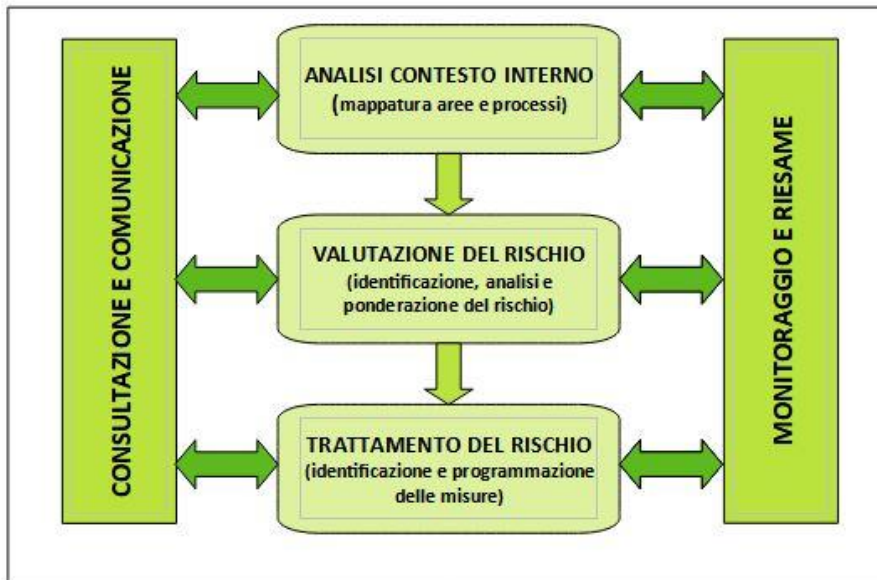 CONSULTAZIONE E COMUNICAZIONE
ANALISI CONTESTO INTERNO
(mappatura aree e processi)
VALUTAZIONE DEL RISCHIO
(identificazione, analisi e
ponderazione del rischio)
TRATTAMENTO DEL RISCHIO
(identificazione e programmazione
delle misure)
MONITORAGGIO E RIESAME